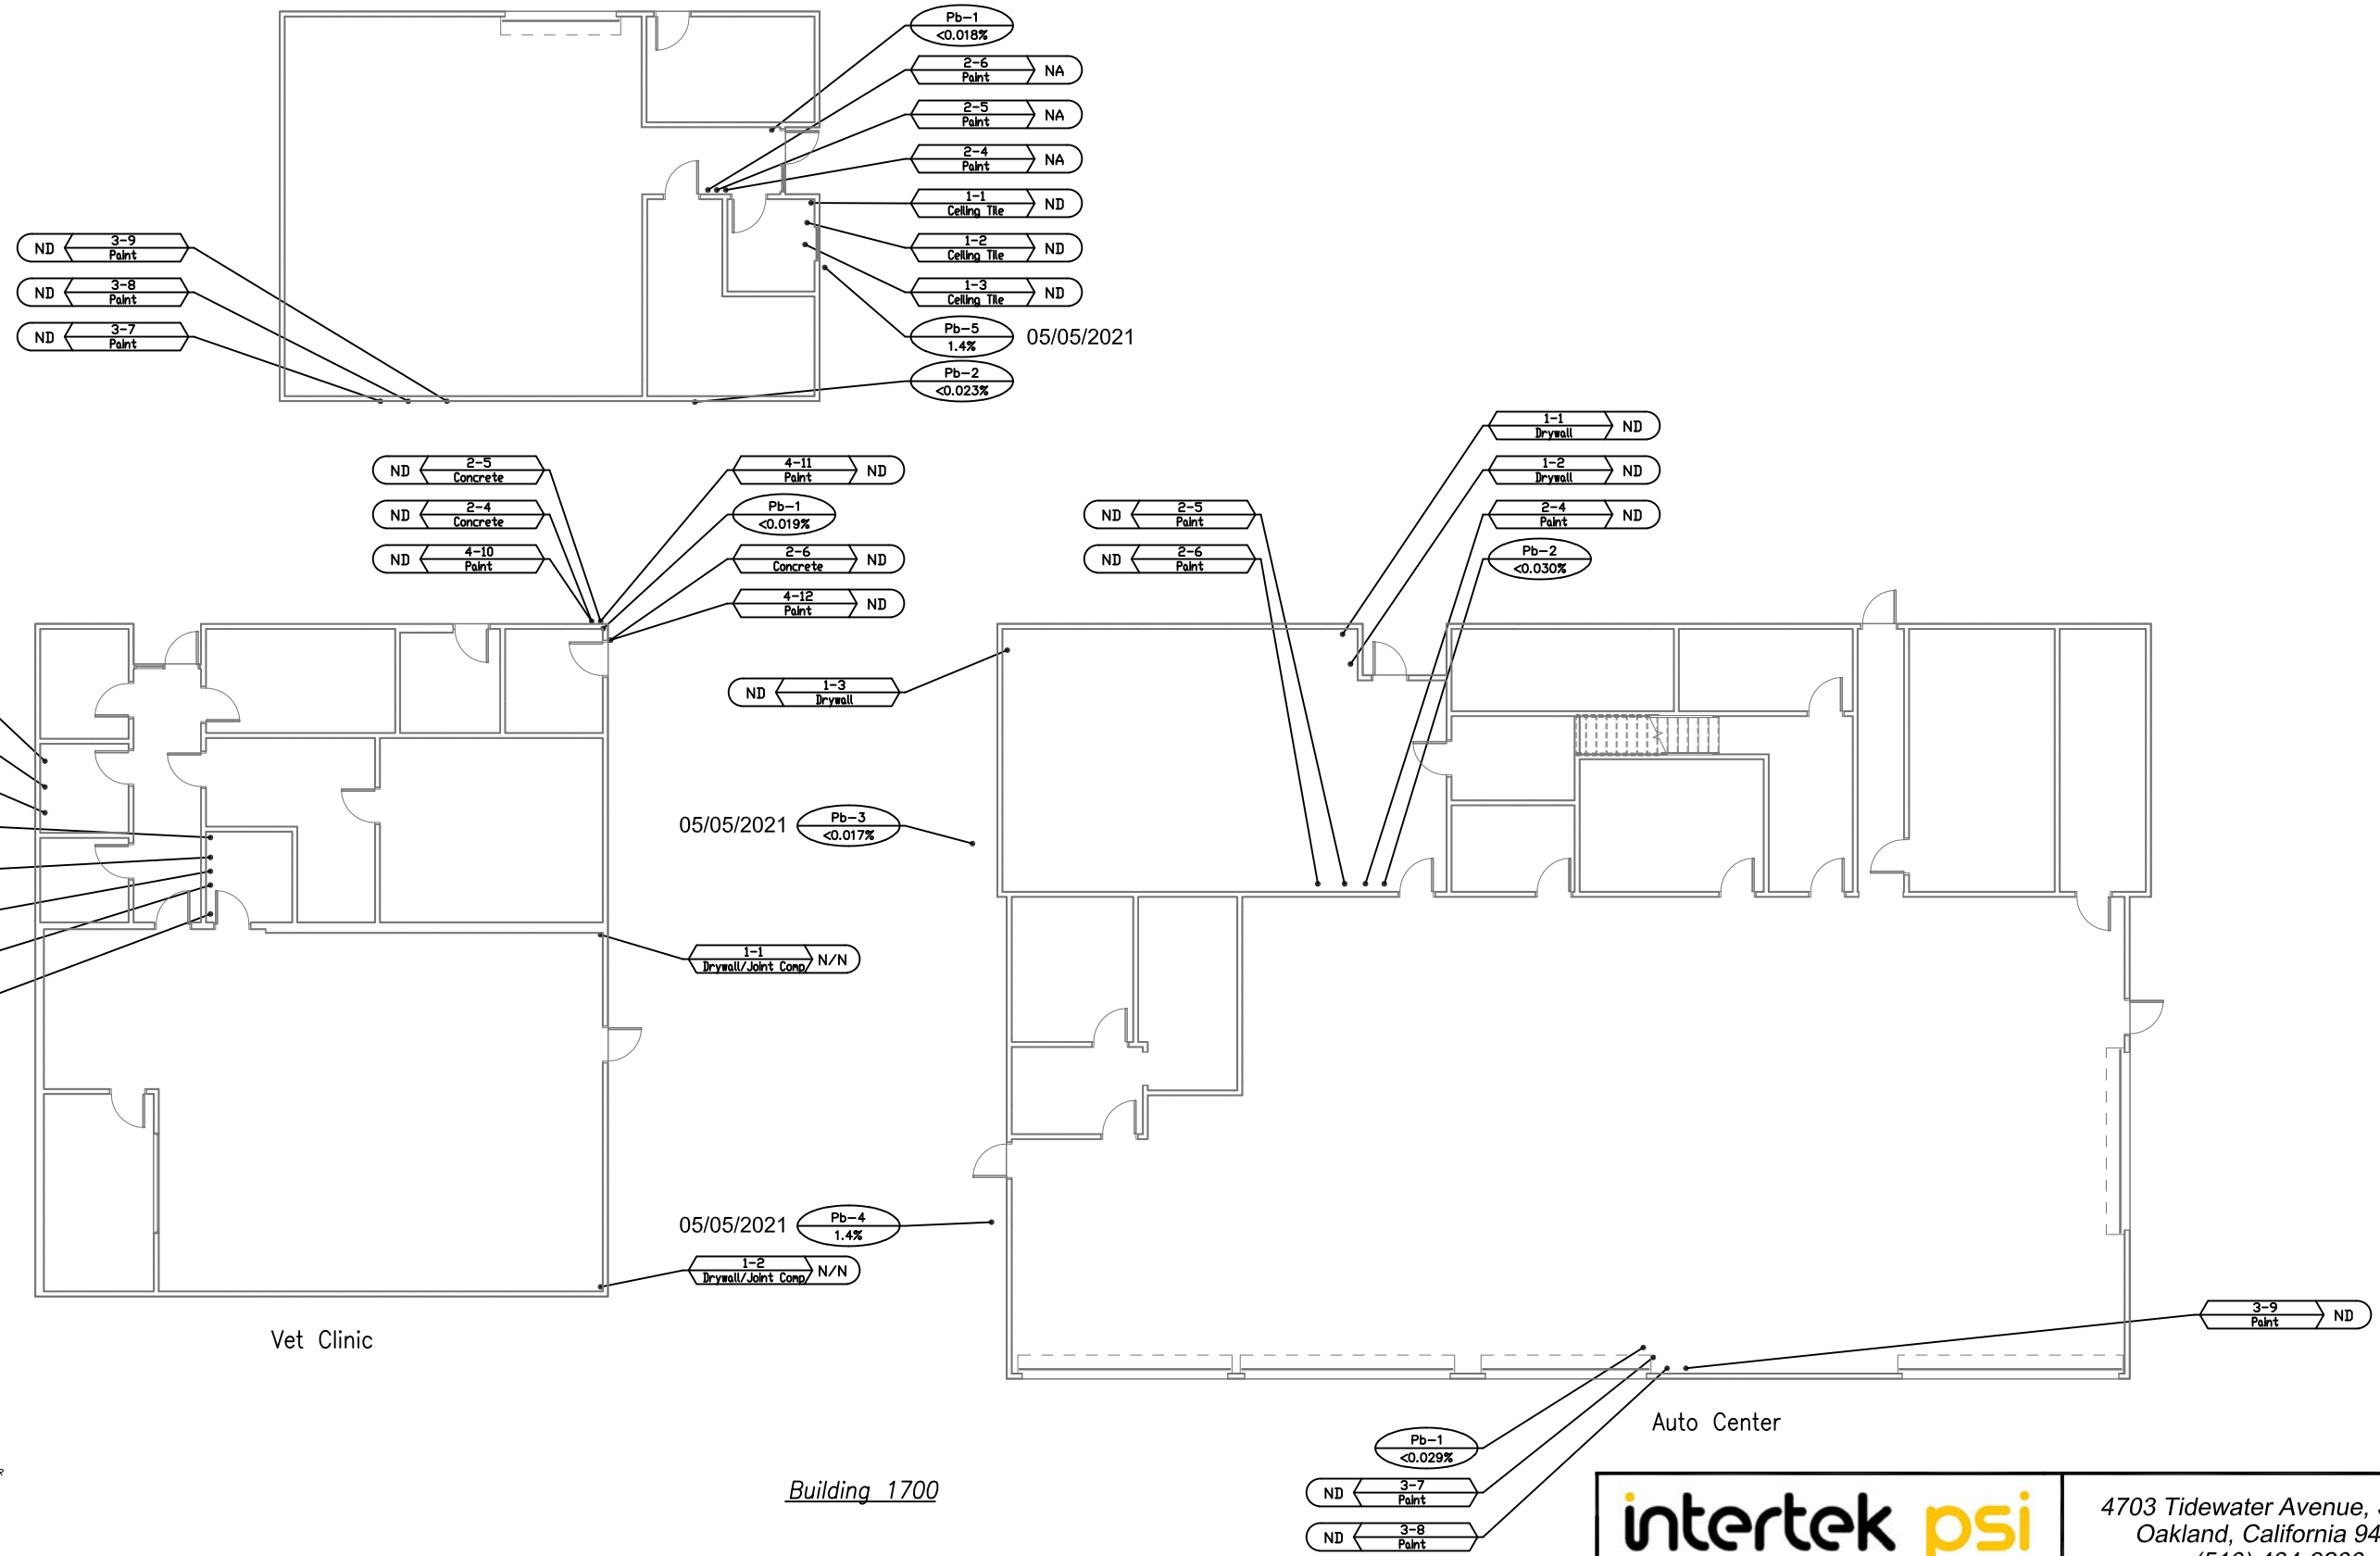 Pb-1
<0.018%
2-6
Paint
NA
2-5
Paint
NA
2-4
Paint
NA
1-1
Ceiling Tile
ND
1-2
Ceiling Tile
ND
1-3
Ceiling Tile
ND
Pb-5
1.4%
05/05/2021
Pb-2
<0.023%
ND
3-9
Paint
ND
3-8
Paint
ND
3-7
Paint
ND
2-5
Concrete
ND
2-4
Concrete
ND
4-10
Paint
4-11
Paint
ND
Pb-1
<0.019%
2-6
Concrete
ND
4-12
Paint
ND
1-1
Drywall/Joint Comp
N/N
1-2
Drywall/Joint Comp
N/N
Vet Clinic
ND
2-5
Paint
ND
2-6
Paint
1-1
Drywall
ND
1-2
Drywall
ND
2-4
Paint
ND
Pb-2
<0.030%
ND
1-3
Drywall
05/05/2021
Pb-3
<0.017%
05/05/2021
Pb-4
1.4%
3-9
Paint
ND
Auto Center
Pb-1
<0.029%
ND
3-7
Paint
ND
3-8
Paint
Building 1700
intertek psi
4703 Tidewater Avenue,
Oakland, California 94